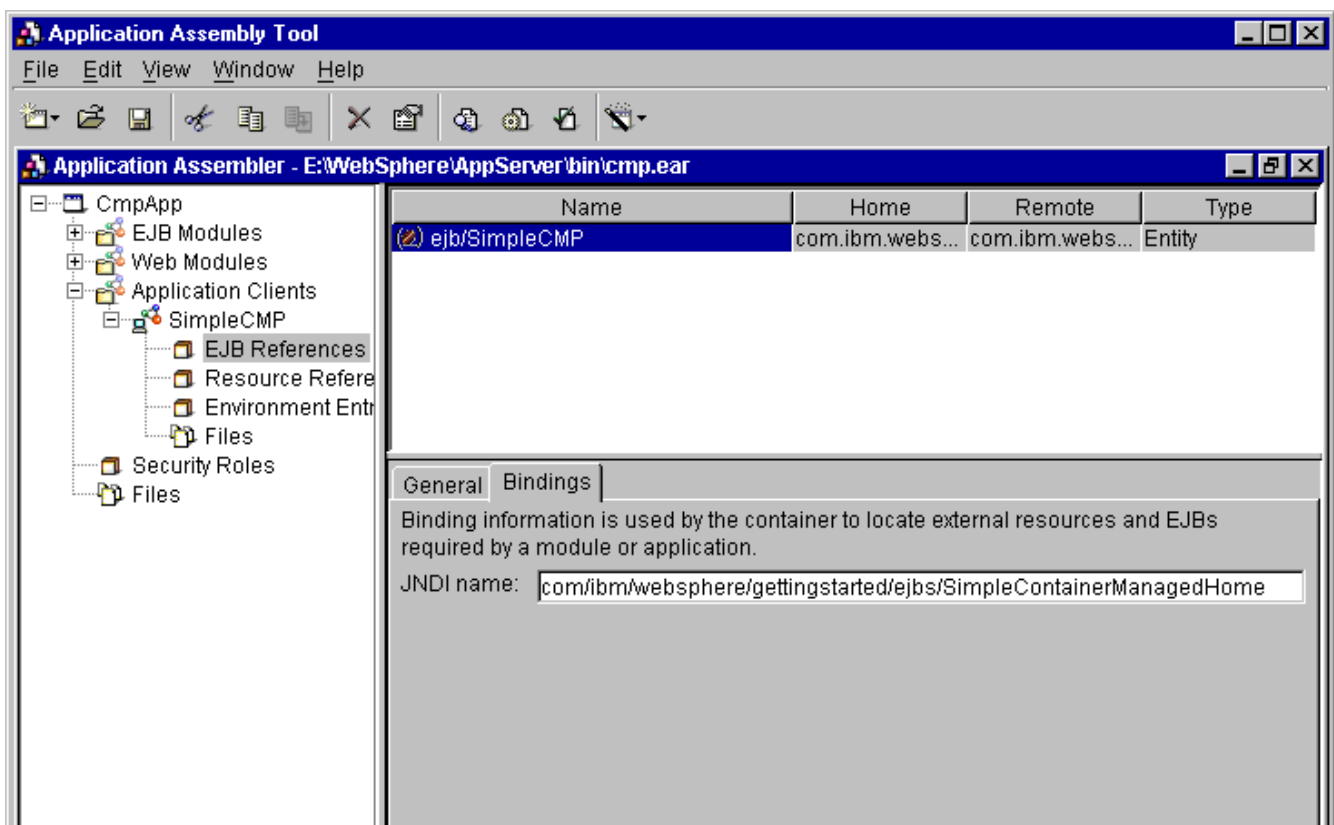 Application Assembly Tool
File Edit View Window Help
Application Assembler - E:\WebSphere\AppServer\bin\cmp.ear
CmpApp
EJB Modules
Web Modules
Application Clients
SimpleCMP
EJB References
Resource Refere
Environment Entr
Files
Security Roles
Files
Name Home Remote Type
ejb/SimpleCMP com.ibm.webs... com.ibm.webs... Entity
General Bindings
Binding information is used by the container to locate external resources and EJBs
required by a module or application.
JNDI name: com/ibm/websphere/gettingstarted/ejbs/SimpleContainerManagedHome